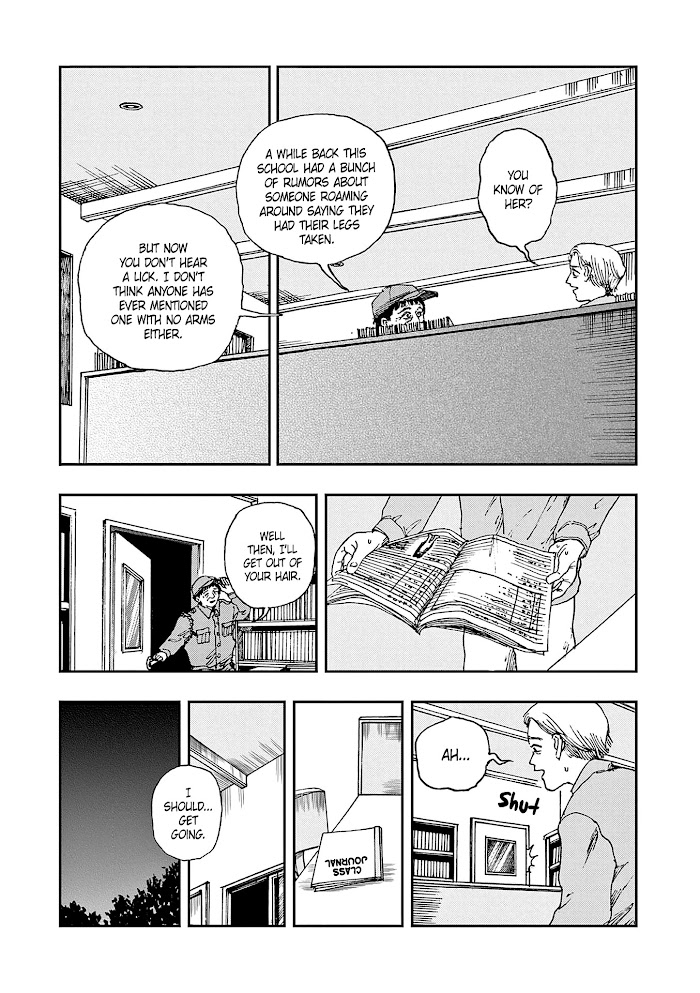 YOU
KNOW OF
HER?
A WHILE BACK THIS
SCHOOL HAD A BUNCH
OF RUMORS ABOUT
SOMEONE ROAMING
AROUND SAYING THEY
HAD THEIR LEGS
TAKEN.
BUT NOW
YOU DON'T HEAR
A LICK. I DON'T
THINK ANYONE HAS
EVER MENTIONED
ONE WITH NO ARMS
EITHER.
WELL
THEN, I'LL
GET OUT OF
YOUR HAIR.
AH...
Shut
CLASS
JOURNAL
I
SHOULD...
GET
GOING.